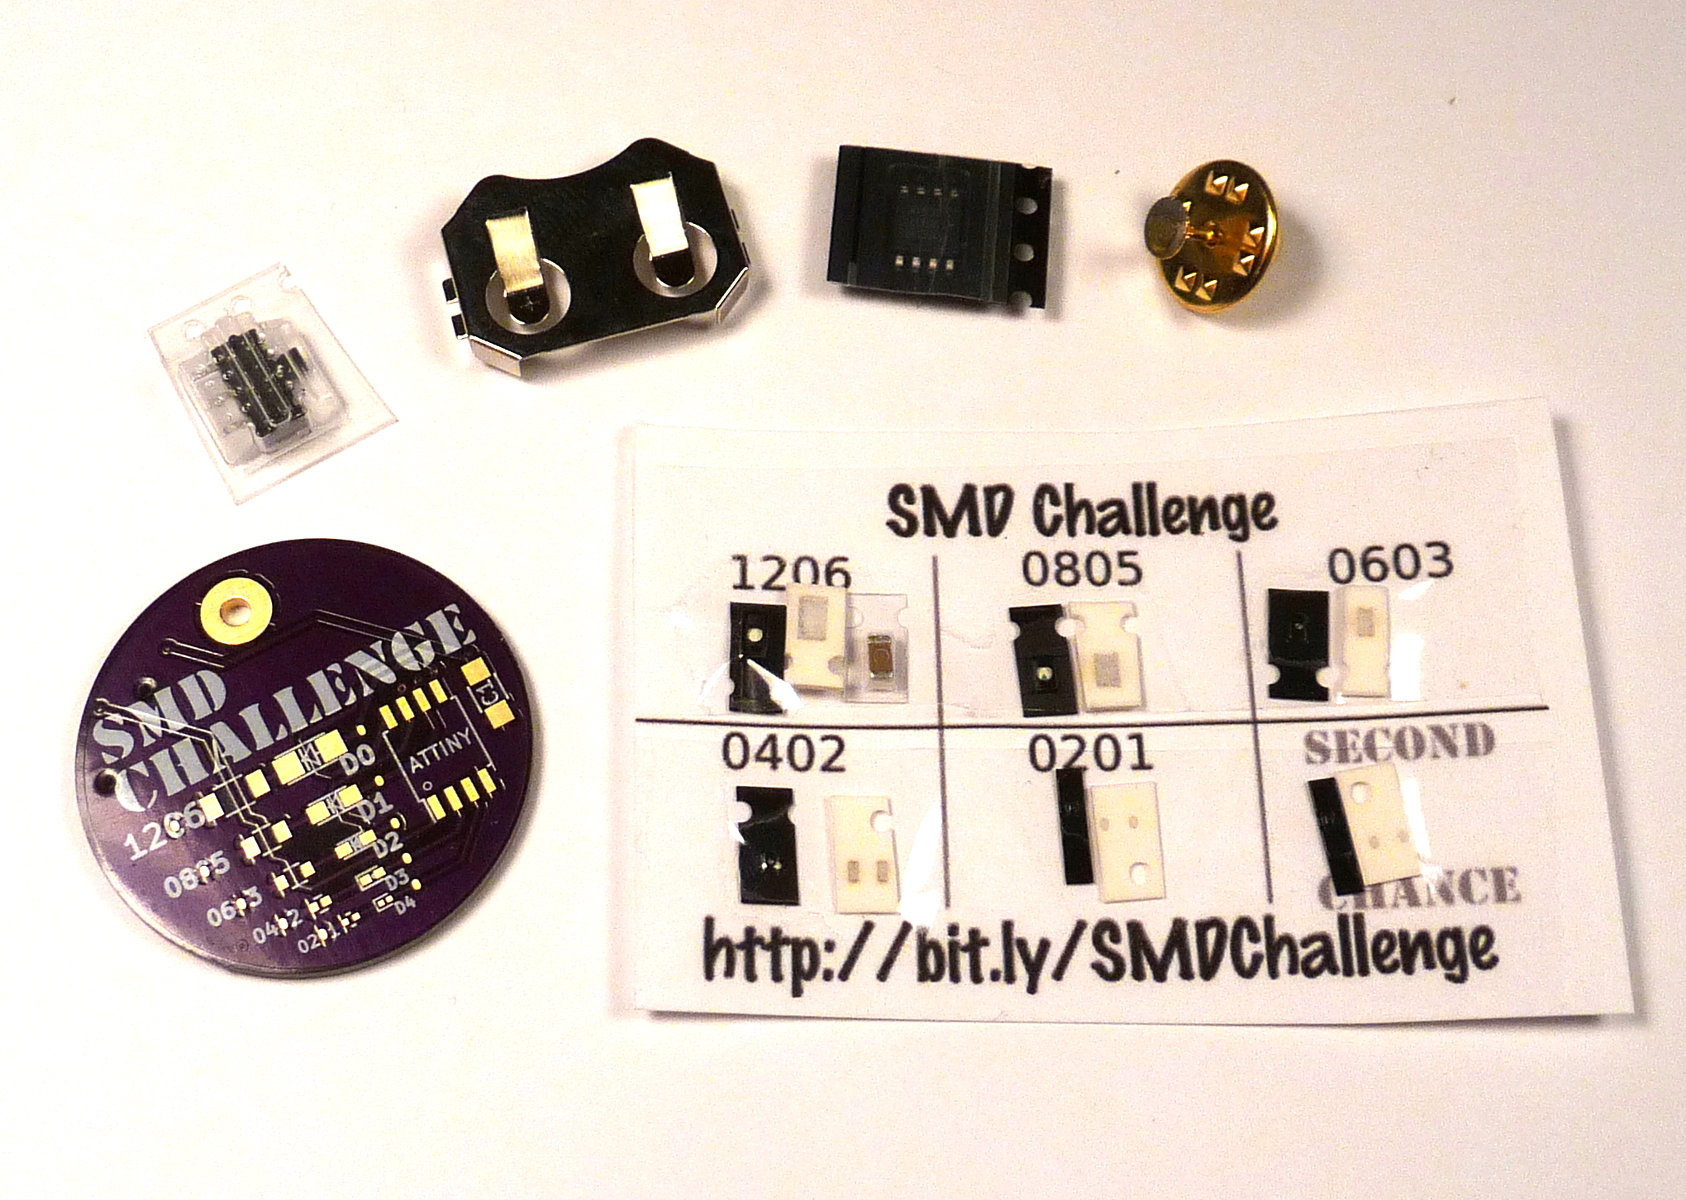 SMD Challenge
1206
0805
0603
0402
0201
SECOND
CHANCE
http://bit.ly/SMDChallenge
SMD
CHALLENGE
C1
ATTINY
D0
1206
D1
0805
D2
0603
D3
0402
D4
0201